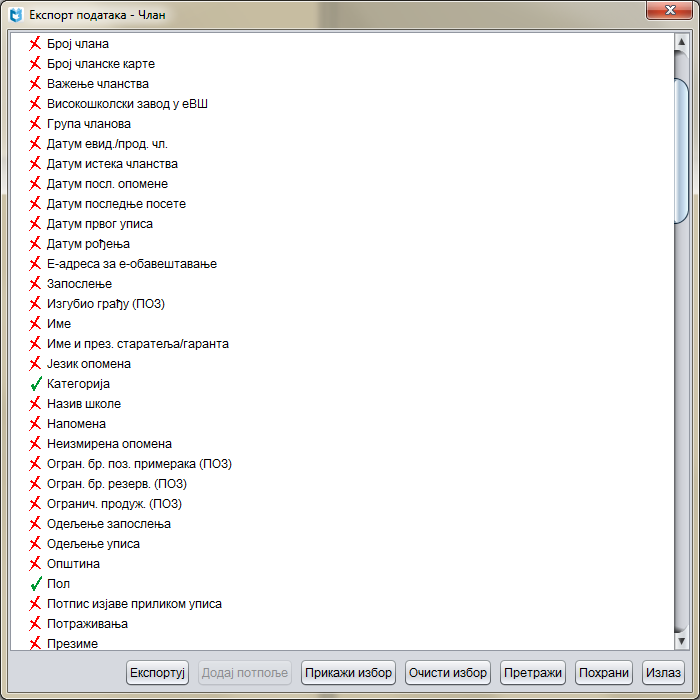 Експорт података - Члан
Број члана
Број чланске карте
Важење чланства
Високошколски завод у еВШ
Група чланова
Датум евид./прод. чл.
Датум истека чланства
Датум посл. опомене
Датум последње посете
Датум првог уписа
Датум рођења
Е-адреса за е-обавештавање
Запослење
Изгубио грађу (ПОЗ)
Име
Име и през. старатеља/гаранта
Језик опомена
Категорија
Назив школе
Напомена
Неизмирена опомена
Огран. бр. поз. примерака (ПОЗ)
Огран. бр. резерв. (ПОЗ)
Огранич. продуж. (ПОЗ)
Одељење запослења
Одељење уписа
Општина
Пол
Потпис изјаве приликом уписа
Потраживања
Презиме
Експортуј Додај потпоље Прикажи избор Очисти избор Претражи Похрани Излаз